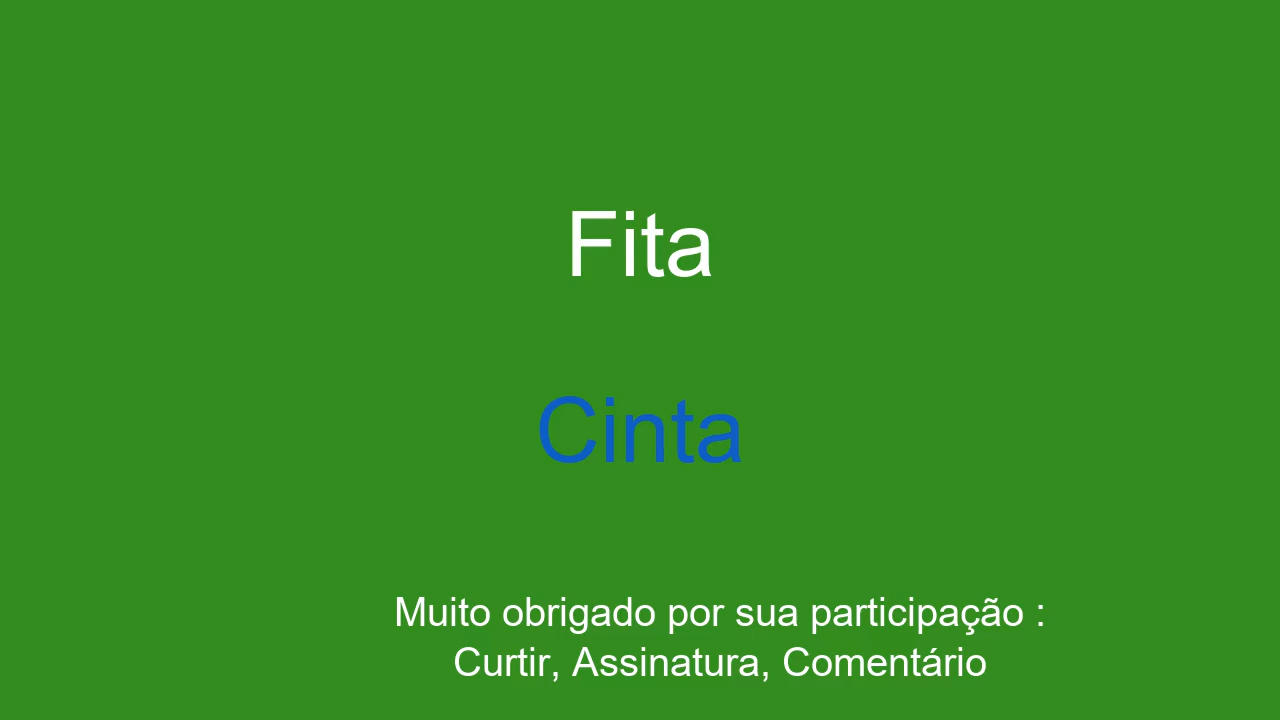 Fita
Cinta
Muito obrigado por sua participação :
Curtir, Assinatura, Comentário